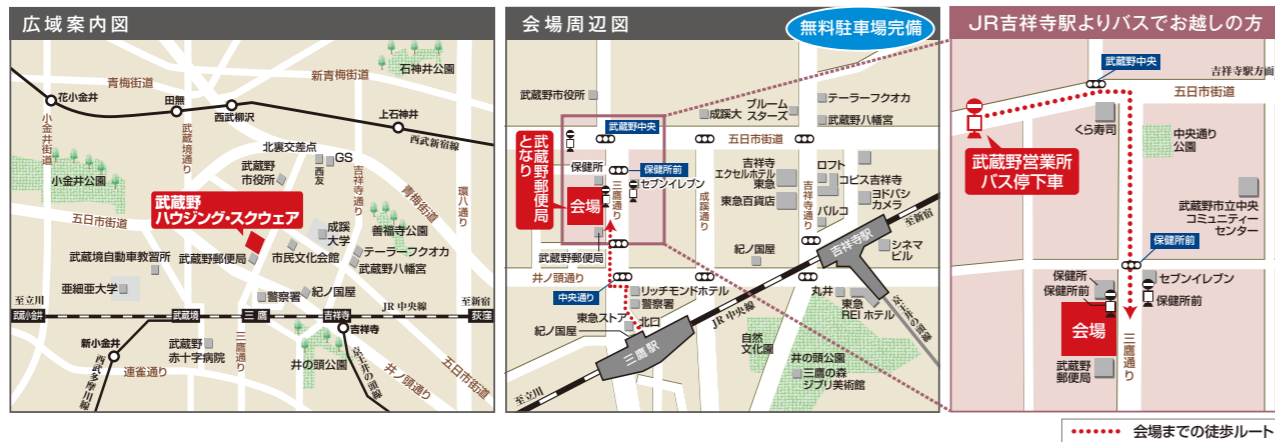 広域案内図
青梅街道
新青梅街道
石神井公園
花小金井
田無
西武柳沢
上石神井
西武新宿線
小金井街道
武蔵境通り
北裏交差点
西友
GS
武蔵野
市役所
吉祥寺通り
青梅街道
環八通り
小金井公園
武蔵野
ハウジング・スクウェア
五日市街道
成蹊
大学
善福寺公園
テーラーフクオカ
武蔵野八幡宮
市民文化会館
武蔵野郵便局
武蔵境自動車教習所
亜細亜大学
警察署
紀ノ国屋
JR 中央線
至立川
至新宿
武蔵小金井
武蔵境
三鷹
吉祥寺
荻窪
吉祥寺
新小金井
武蔵野
赤十字病院
西武多摩川線
連雀通り
三鷹通り
井の頭公園
京王井の頭線
井ノ頭通り
五日市街道
会場周辺図
無料駐車場完備
武蔵野市役所
成蹊大
ブルーム
スターズ
テーラーフクオカ
武蔵野八幡宮
武蔵野中央
五日市街道
武蔵野郵便局
となり
保健所
保健所前
セブンイレブン
会場
三鷹通り
成蹊通り
吉祥寺
エクセルホテル
東急
東急百貨店
吉祥寺通り
ロフト
コピス吉祥寺
ヨドバシ
カメラ
パルコ
至新宿
吉祥寺駅
武蔵野郵便局
紀ノ国屋
シネマ
ビル
井ノ頭通り
中央通り
リッチモンドホテル
警察署
東急ストア
北口
紀ノ国屋
三鷹駅
JR 中央線
丸井
東急
REI ホテル
京王井の頭線
自然
文化園
井の頭公園
三鷹の森
ジブリ美術館
至立川
JR吉祥寺駅よりバスでお越しの方
武蔵野中央
吉祥寺駅方面
五日市街道
くら寿司
中央通り
公園
武蔵野営業所
バス停下車
武蔵野市立中央
コミュニティー
センター
保健所前
保健所
保健所前
セブンイレブン
保健所前
会場
三鷹通り
武蔵野
郵便局
会場までの徒歩ルート